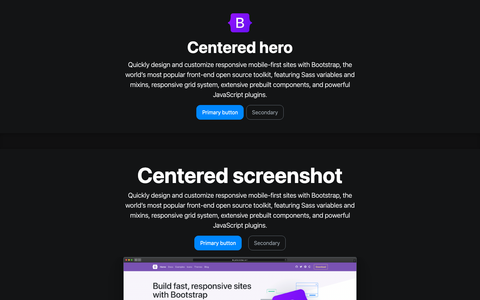 B
Centered hero
Quickly design and customize responsive mobile-first sites with Bootstrap, the
world's most popular front-end open source toolkit, featuring Sass variables and
mixins, responsive grid system, extensive prebuilt components, and powerful
JavaScript plugins.
Primary button Secondary
Centered screenshot
Quickly design and customize responsive mobile-first sites with Bootstrap, the
world's most popular front-end open source toolkit, featuring Sass variables and
mixins, responsive grid system, extensive prebuilt components, and powerful
JavaScript plugins.
Primary button Secondary
Build fast, responsive sites
with Bootstrap